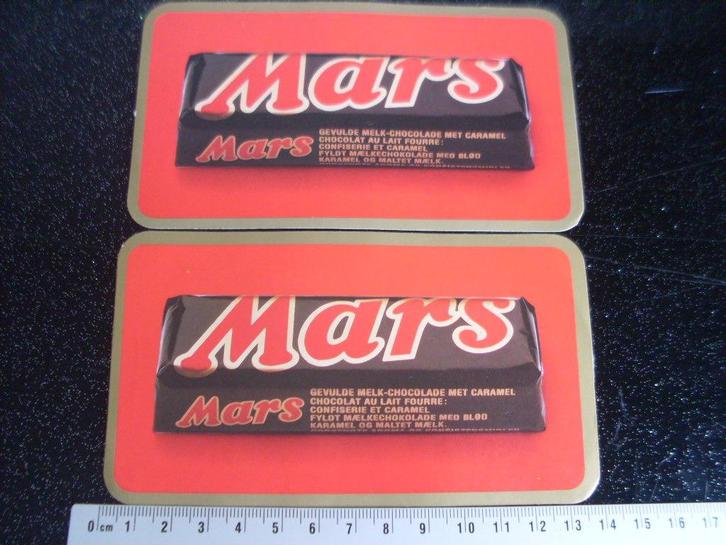 Mars
Mars
GEVULDE MELK-CHOCOLADE MET CARAMEL
CHOCOLAT AU LAIT FOURRE:
CONFISERIE ET CARAMEL
FYLDT MÆLKECHOKOLADE MED BLØD
KARAMEL OG MALTET MÆLK.
Mars
Mars
GEVULDE MELK-CHOCOLADE MET CARAMEL
CHOCOLAT AU LAIT FOURRE:
CONFISERIE ET CARAMEL
FYLDT MÆLKECHOKOLADE MED BLØD
KARAMEL OG MALTET MÆLK.
0 cm 1 2 3 4 5 6 7 8 9 10 11 12 13 14 15 16 17